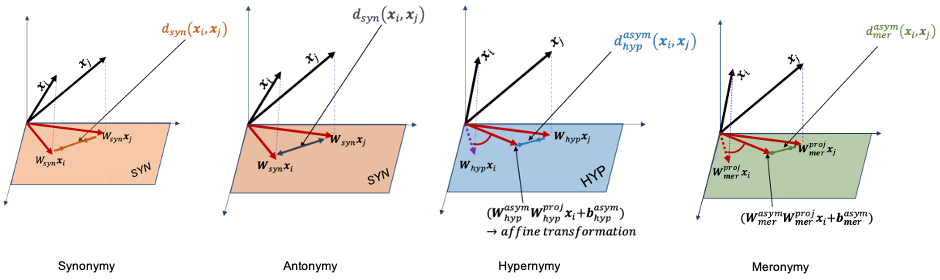 d_syn(x_i, x_j)
x_i
x_j
W_syn x_j
W_syn x_i
SYN
Synonymy
d_syn(x_i, x_j)
x_i
x_j
W_syn x_j
W_syn x_i
SYN
Antonymy
d_hyp^asym(x_i, x_j)
x_i
x_j
W_hyp x_j
W_hyp x_i
HYP
(W_hyp^asym W_hyp^proj x_i + b_hyp^asym)
→ affine transformation
Hypernymy
d_mer^asym(x_i, x_j)
x_i
x_j
W_mer^proj x_j
W_mer^proj x_i
(W_mer^asym W_mer^proj x_i + b_mer^asym)
Meronymy